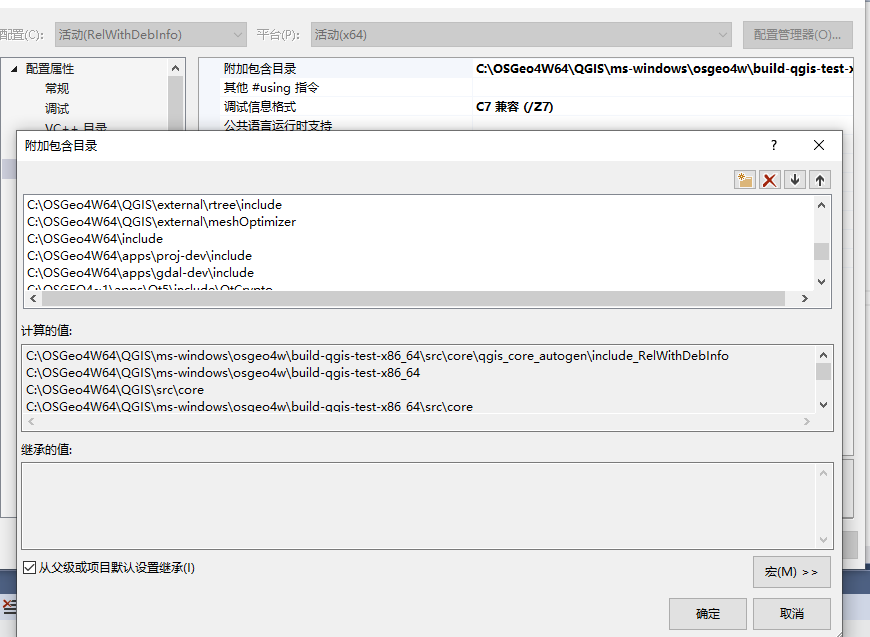 配置(C):
活动(RelWithDebInfo)
平台(P):
活动(x64)
配置管理器(O)...
配置属性
常规
调试
VC++ 目录
附加包含目录
C:\OSGeo4W64\QGIS\ms-windows\osgeo4w\build-qgis-test-x
其他 #using 指令
调试信息格式
C7 兼容 (/Z7)
公共语言运行时支持
附加包含目录
?
C:\OSGeo4W64\QGIS\external\rtree\include
C:\OSGeo4W64\QGIS\external\meshOptimizer
C:\OSGeo4W64\include
C:\OSGeo4W64\apps\proj-dev\include
C:\OSGeo4W64\apps\gdal-dev\include
C:\OSGEO4~1\apps\Qt5\include\QtCrypto
计算的值:
C:\OSGeo4W64\QGIS\ms-windows\osgeo4w\build-qgis-test-x86_64\src\core\qgis_core_autogen\include_RelWithDebInfo
C:\OSGeo4W64\QGIS\ms-windows\osgeo4w\build-qgis-test-x86_64
C:\OSGeo4W64\QGIS\src\core
C:\OSGeo4W64\QGIS\ms-windows\osgeo4w\build-qgis-test-x86_64\src\core
继承的值:
从父级或项目默认设置继承(I)
宏(M) >>
确定
取消